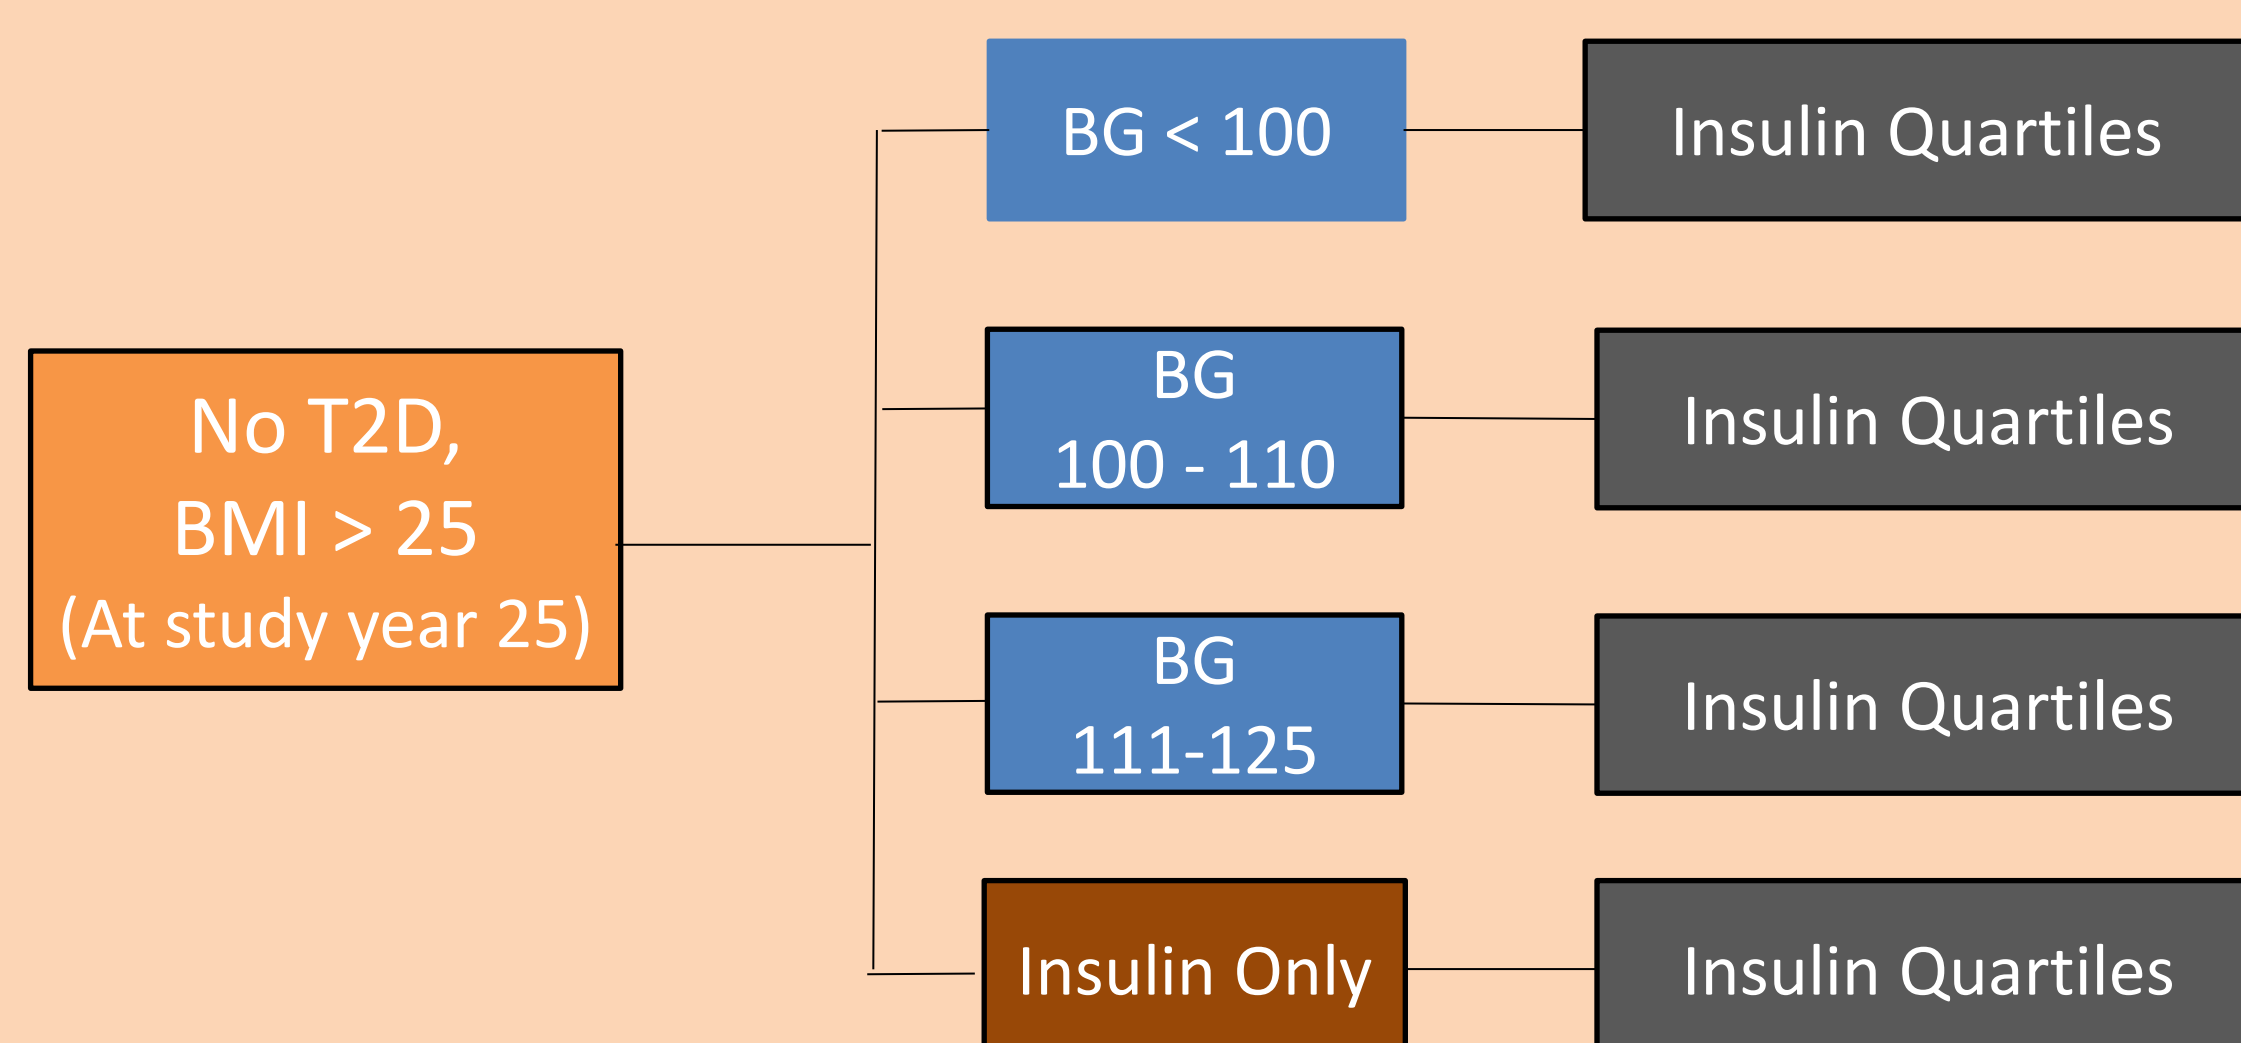 No T2D,
BMI > 25
(At study year 25)
BG < 100
Insulin Quartiles
BG
100 - 110
Insulin Quartiles
BG
111-125
Insulin Quartiles
Insulin Only
Insulin Quartiles